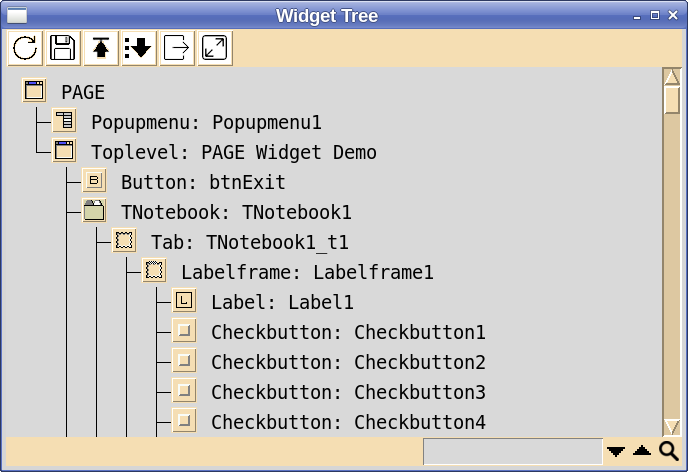 Widget Tree
PAGE
Popupmenu: Popupmenu1
Toplevel: PAGE Widget Demo
B
Button: btnExit
TNotebook: TNotebook1
Tab: TNotebook1_t1
Labelframe: Labelframe1
L
Label: Label1
Checkbutton: Checkbutton1
Checkbutton: Checkbutton2
Checkbutton: Checkbutton3
Checkbutton: Checkbutton4